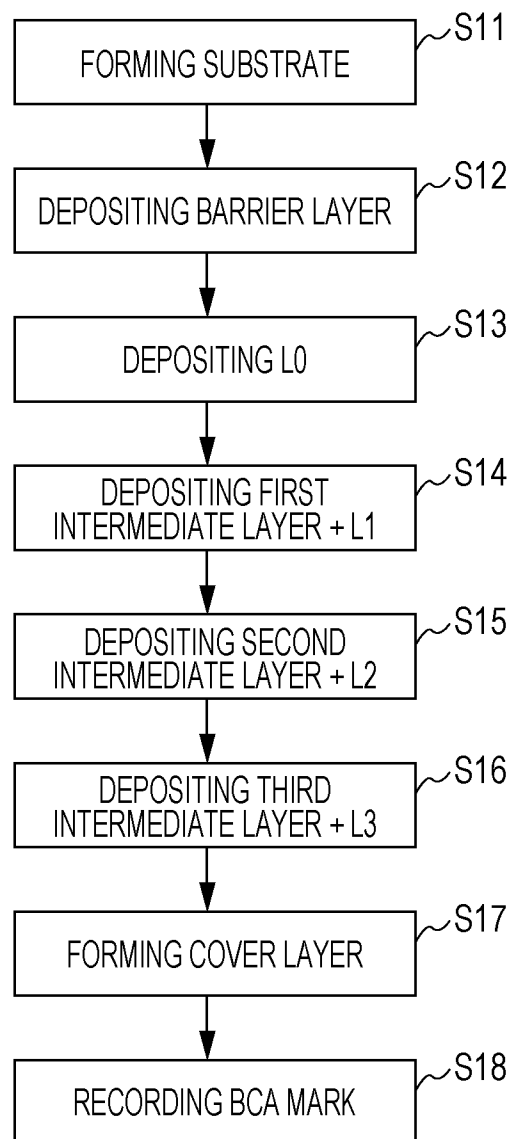 S11
FORMING SUBSTRATE
S12
DEPOSITING BARRIER LAYER
S13
DEPOSITING L0
S14
DEPOSITING FIRST
INTERMEDIATE LAYER + L1
S15
DEPOSITING SECOND
INTERMEDIATE LAYER + L2
S16
DEPOSITING THIRD
INTERMEDIATE LAYER + L3
S17
FORMING COVER LAYER
S18
RECORDING BCA MARK